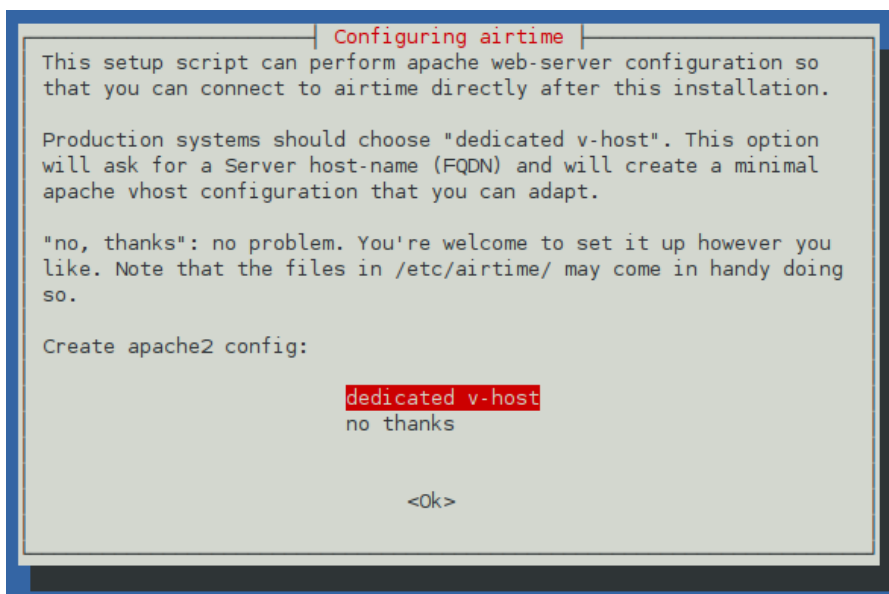 Configuring airtime
This setup script can perform apache web-server configuration so
that you can connect to airtime directly after this installation.
Production systems should choose "dedicated v-host". This option
will ask for a Server host-name (FQDN) and will create a minimal
apache vhost configuration that you can adapt.
"no, thanks": no problem. You're welcome to set it up however you
like. Note that the files in /etc/airtime/ may come in handy doing
so.
Create apache2 config:
dedicated v-host
no thanks
<Ok>